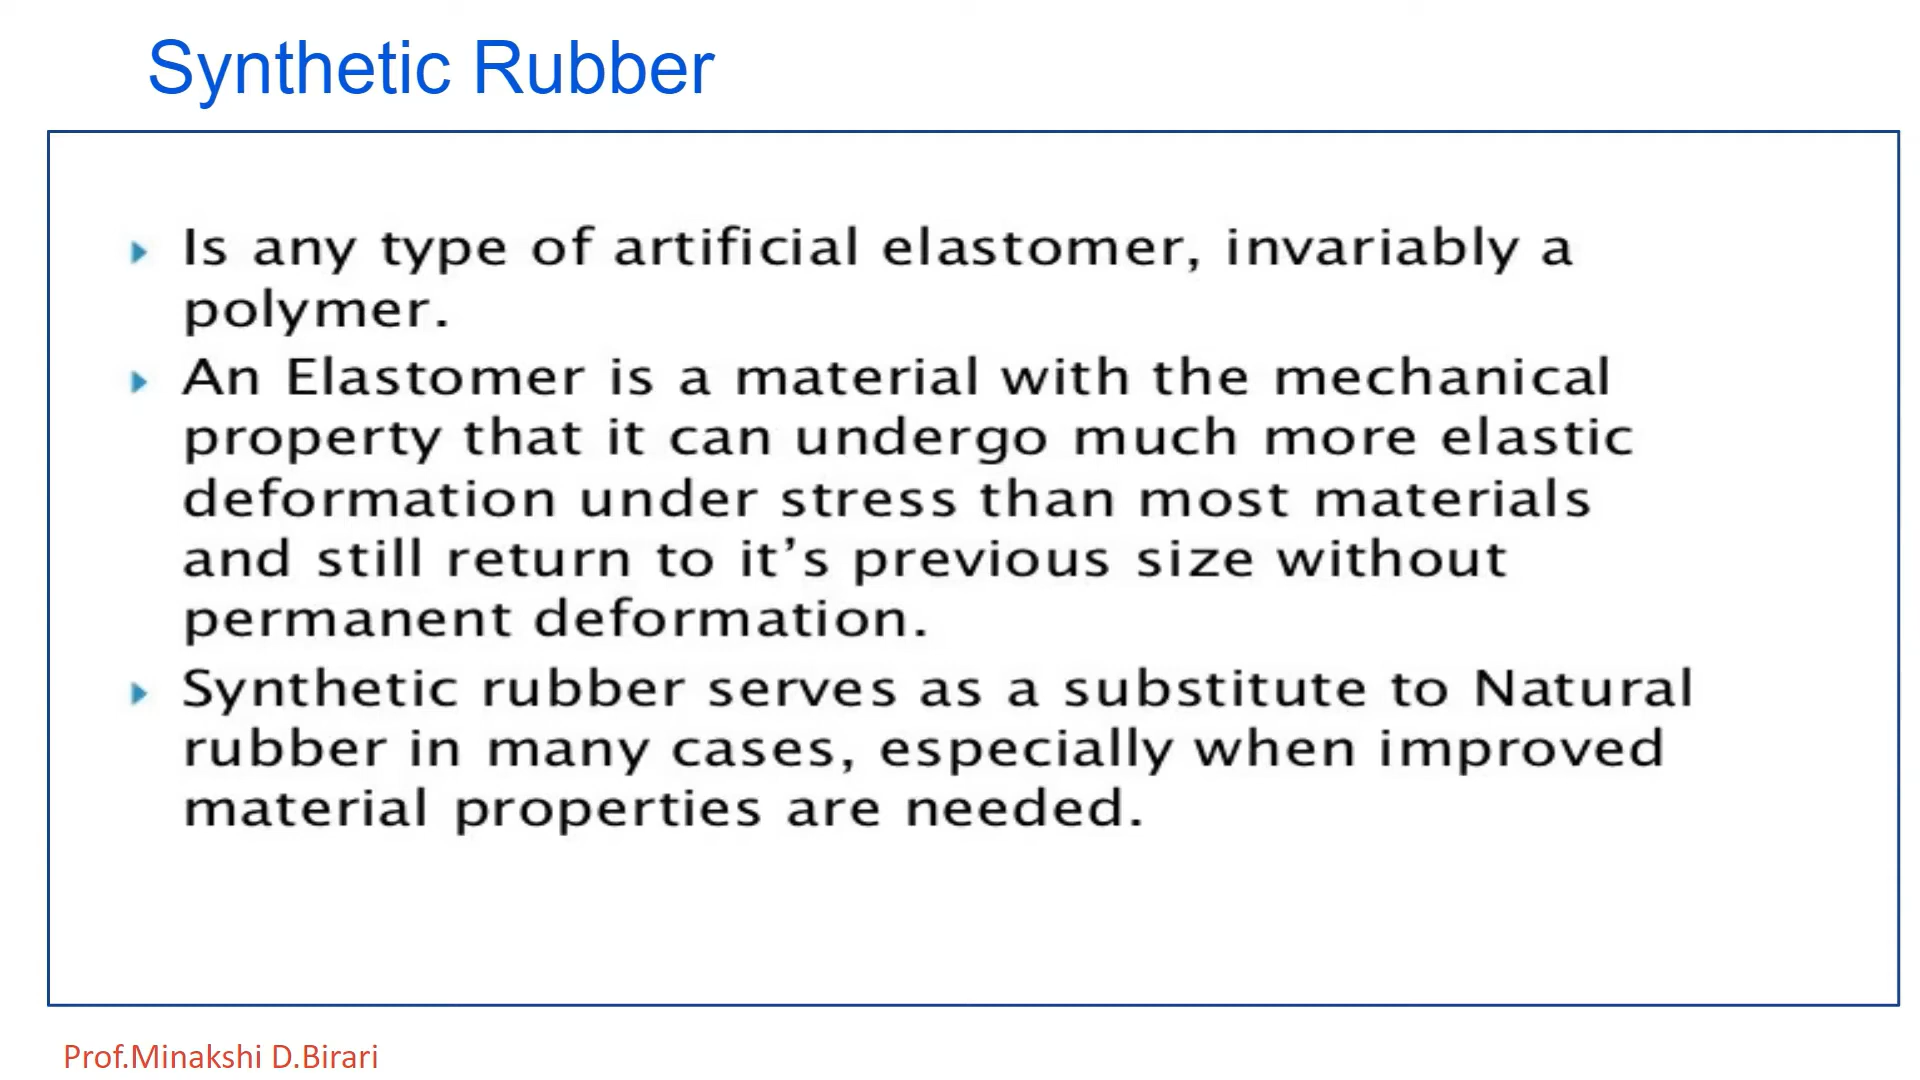 Synthetic Rubber
Is any type of artificial elastomer, invariably a
polymer.
An Elastomer is a material with the mechanical
property that it can undergo much more elastic
deformation under stress than most materials
and still return to it’s previous size without
permanent deformation.
Synthetic rubber serves as a substitute to Natural
rubber in many cases, especially when improved
material properties are needed.
Prof.Minakshi D.Birari